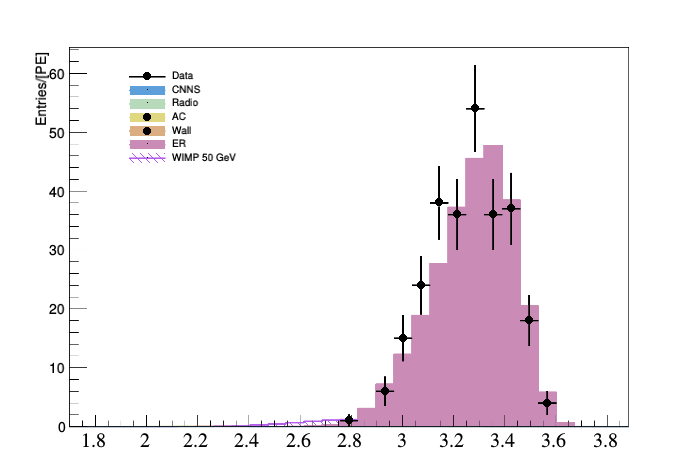 Entries/[PE]
60
50
40
30
20
10
0
Data
CNNS
Radio
AC
Wall
ER
WIMP 50 GeV
1.8 2 2.2 2.4 2.6 2.8 3 3.2 3.4 3.6 3.8